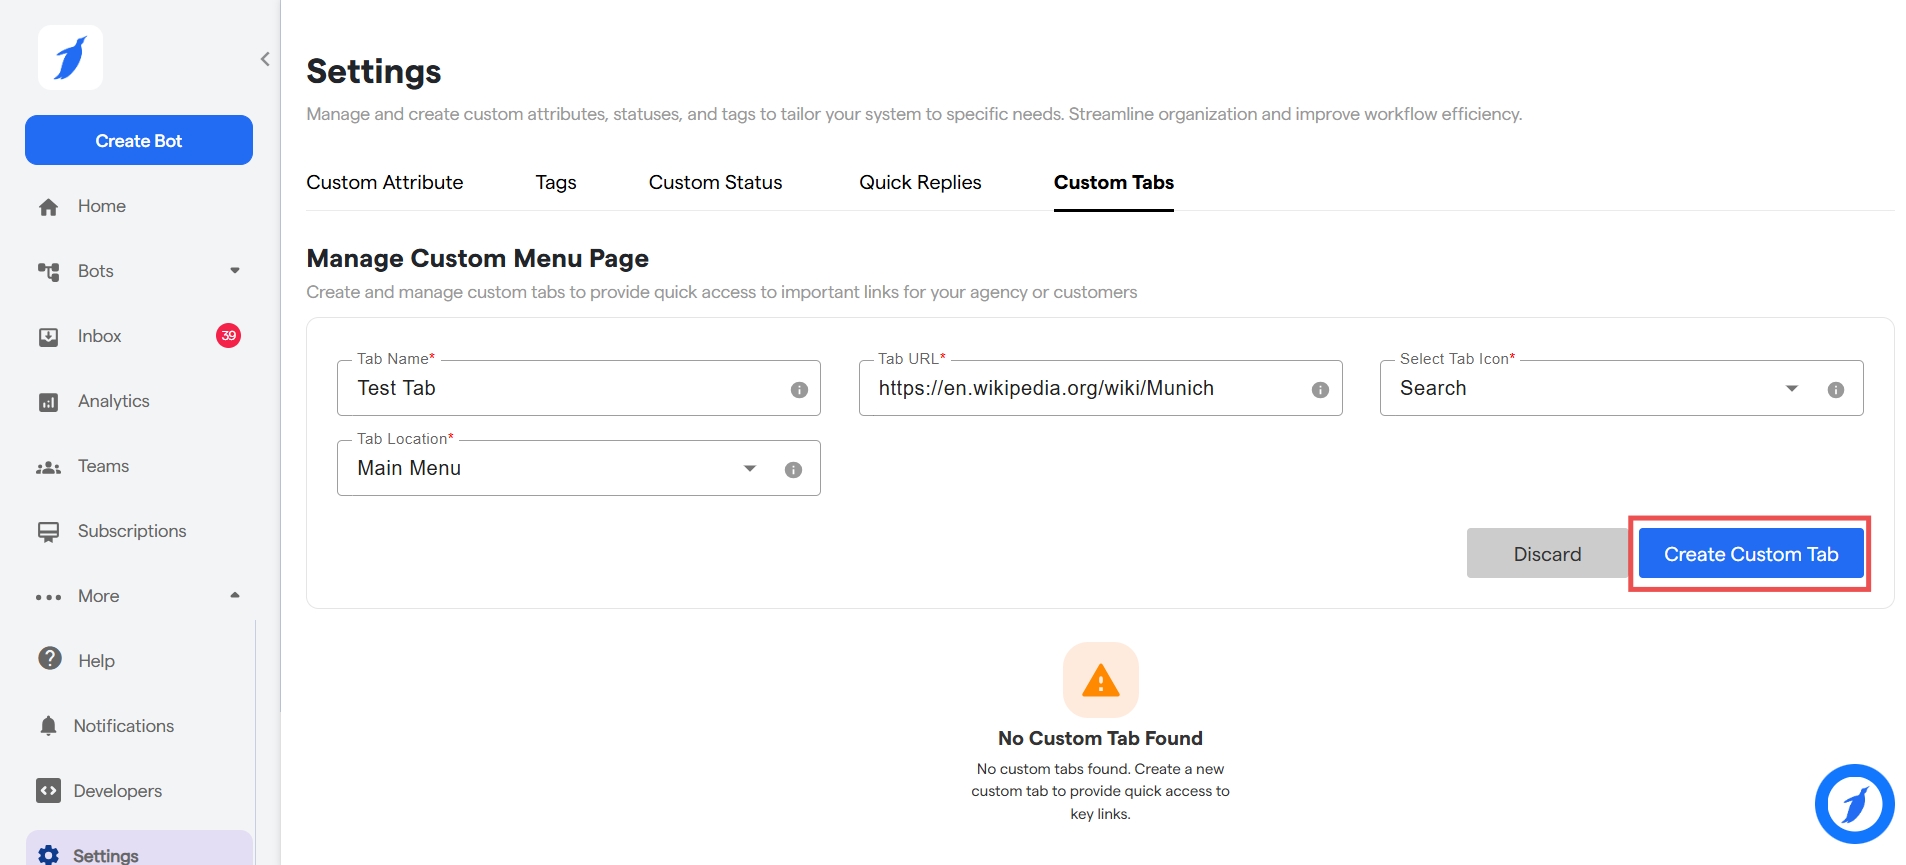 Create Bot
Home
Bots
Inbox
39
Analytics
Teams
Subscriptions
More
Help
Notifications
Developers
Settings
Settings
Manage and create custom attributes, statuses, and tags to tailor your system to specific needs. Streamline organization and improve workflow efficiency.
Custom Attribute
Tags
Custom Status
Quick Replies
Custom Tabs
Manage Custom Menu Page
Create and manage custom tabs to provide quick access to important links for your agency or customers
Tab Name*
Test Tab
Tab URL*
https://en.wikipedia.org/wiki/Munich
Select Tab Icon*
Search
Tab Location*
Main Menu
Discard
Create Custom Tab
No Custom Tab Found
No custom tabs found. Create a new
custom tab to provide quick access to
key links.